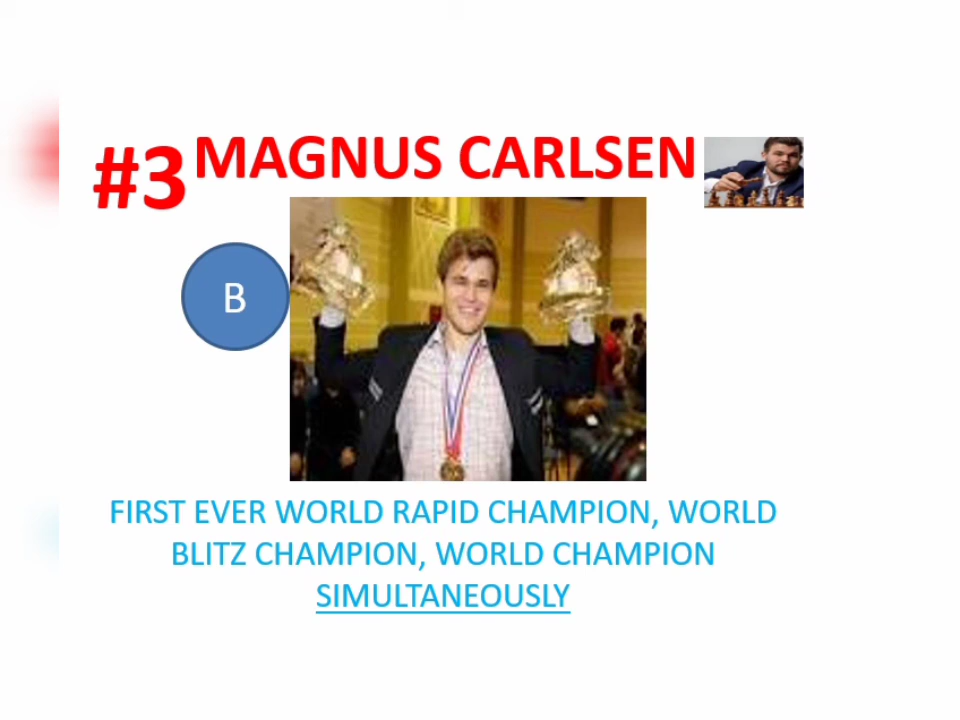 #3 MAGNUS CARLSEN
B
FIRST EVER WORLD RAPID CHAMPION, WORLD
BLITZ CHAMPION, WORLD CHAMPION
SIMULTANEOUSLY